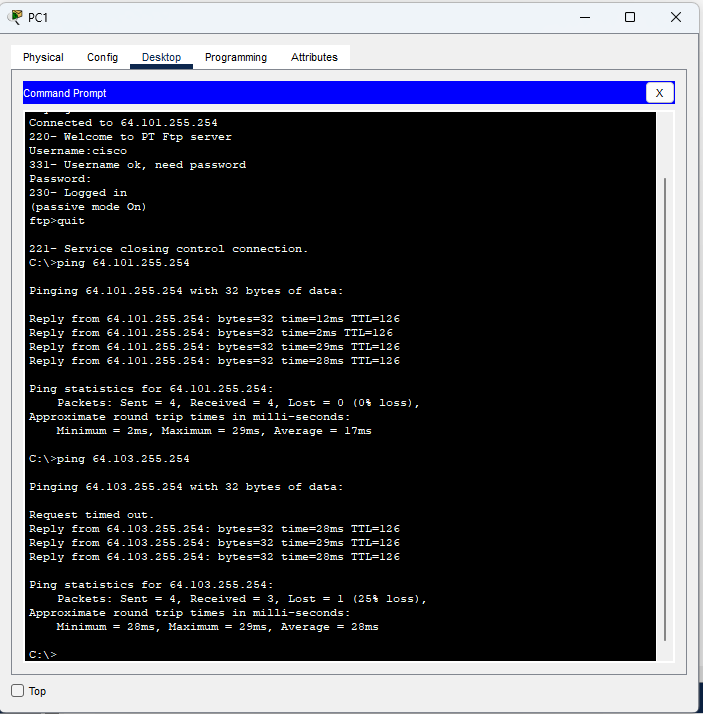 PC1
Physical Config Desktop Programming Attributes
Command Prompt X
Connected to 64.101.255.254
220- Welcome to PT Ftp server
Username:cisco
331- Username ok, need password
Password:
230- Logged in
(passive mode On)
ftp>quit
221- Service closing control connection.
C:\>ping 64.101.255.254
Pinging 64.101.255.254 with 32 bytes of data:
Reply from 64.101.255.254: bytes=32 time=12ms TTL=126
Reply from 64.101.255.254: bytes=32 time=2ms TTL=126
Reply from 64.101.255.254: bytes=32 time=29ms TTL=126
Reply from 64.101.255.254: bytes=32 time=28ms TTL=126
Ping statistics for 64.101.255.254:
Packets: Sent = 4, Received = 4, Lost = 0 (0% loss),
Approximate round trip times in milli-seconds:
Minimum = 2ms, Maximum = 29ms, Average = 17ms
C:\>ping 64.103.255.254
Pinging 64.103.255.254 with 32 bytes of data:
Request timed out.
Reply from 64.103.255.254: bytes=32 time=28ms TTL=126
Reply from 64.103.255.254: bytes=32 time=29ms TTL=126
Reply from 64.103.255.254: bytes=32 time=28ms TTL=126
Ping statistics for 64.103.255.254:
Packets: Sent = 4, Received = 3, Lost = 1 (25% loss),
Approximate round trip times in milli-seconds:
Minimum = 28ms, Maximum = 29ms, Average = 28ms
C:\>
Top